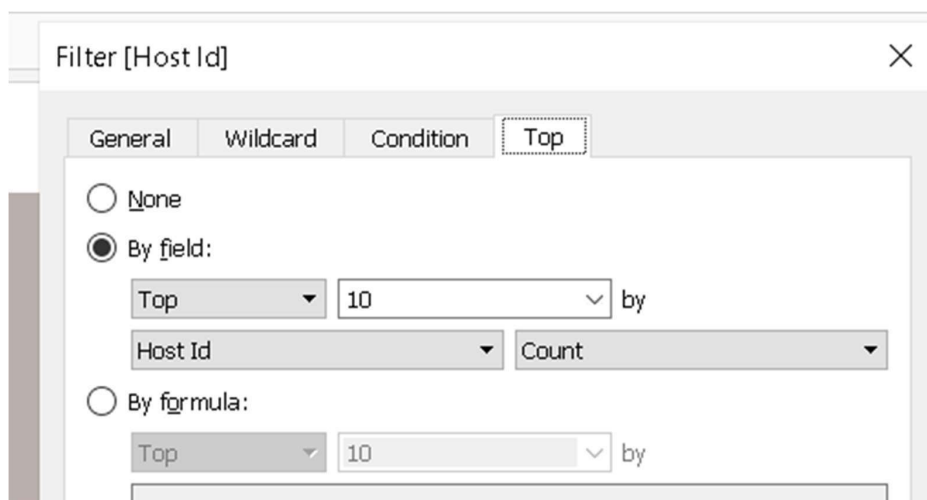 Filter [Host Id]
General Wildcard Condition Top
None
By field:
Top 10 by
Host Id Count
By formula:
Top 10 by